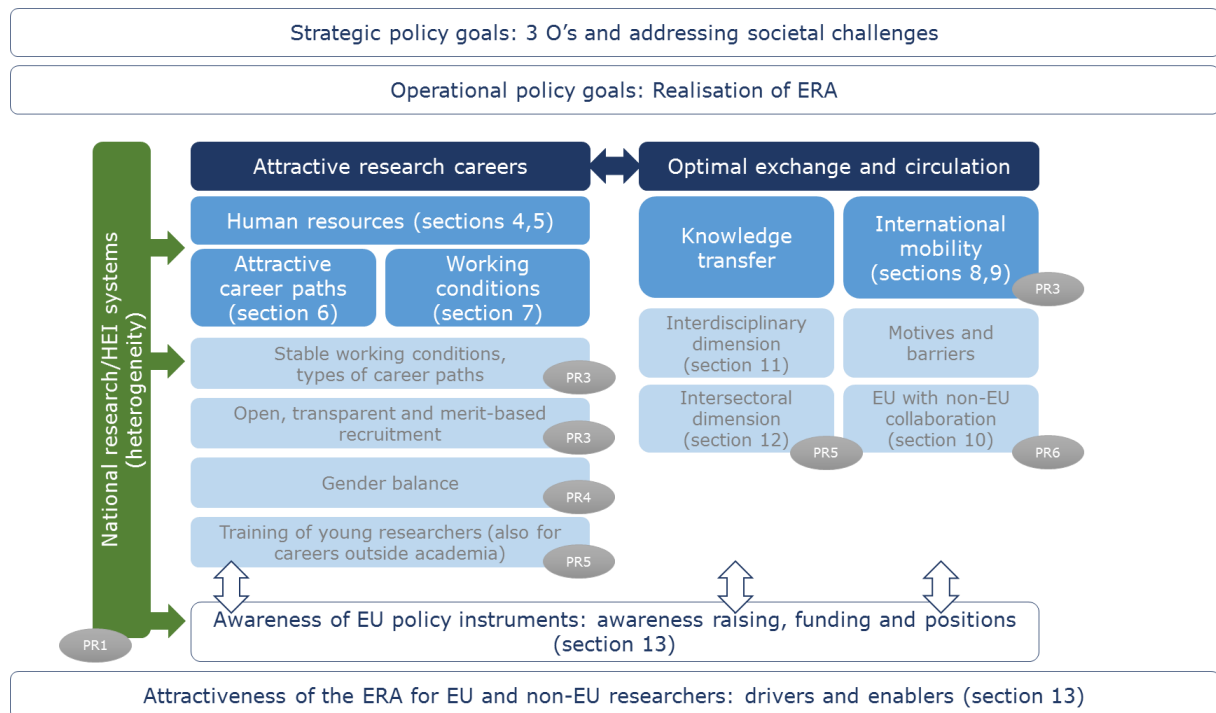 Strategic policy goals: 3 O's and addressing societal challenges
Operational policy goals: Realisation of ERA
National research/HEI systems
(heterogeneity)
PR1
Attractive research careers
Human resources (sections 4,5)
Attractive
career paths
(section 6)
Working
conditions
(section 7)
Stable working conditions,
types of career paths
PR3
Open, transparent and merit-based
recruitment
PR3
Gender balance
PR4
Training of young researchers (also for
careers outside academia)
PR5
Optimal exchange and circulation
Knowledge
transfer
International
mobility
(sections 8,9)
PR3
Interdisciplinary
dimension
(section 11)
Motives and
barriers
Intersectoral
dimension
(section 12)
PR5
EU with non-EU
collaboration
(section 10)
PR6
Awareness of EU policy instruments: awareness raising, funding and positions
(section 13)
Attractiveness of the ERA for EU and non-EU researchers: drivers and enablers (section 13)